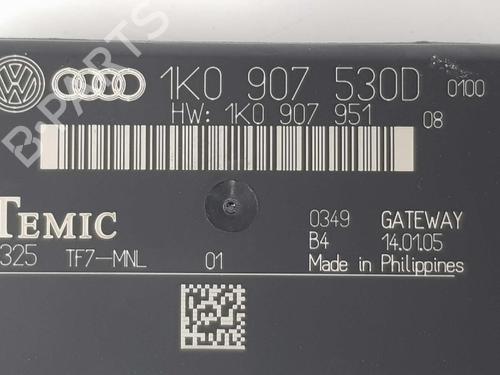 1K0 907 530D 0100
HW: 1K0 907 951 08
TEMIC
0349 GATEWAY
325 TF7-MNL 01 B4 14.01.05
Made in Philippines
B-PARTS